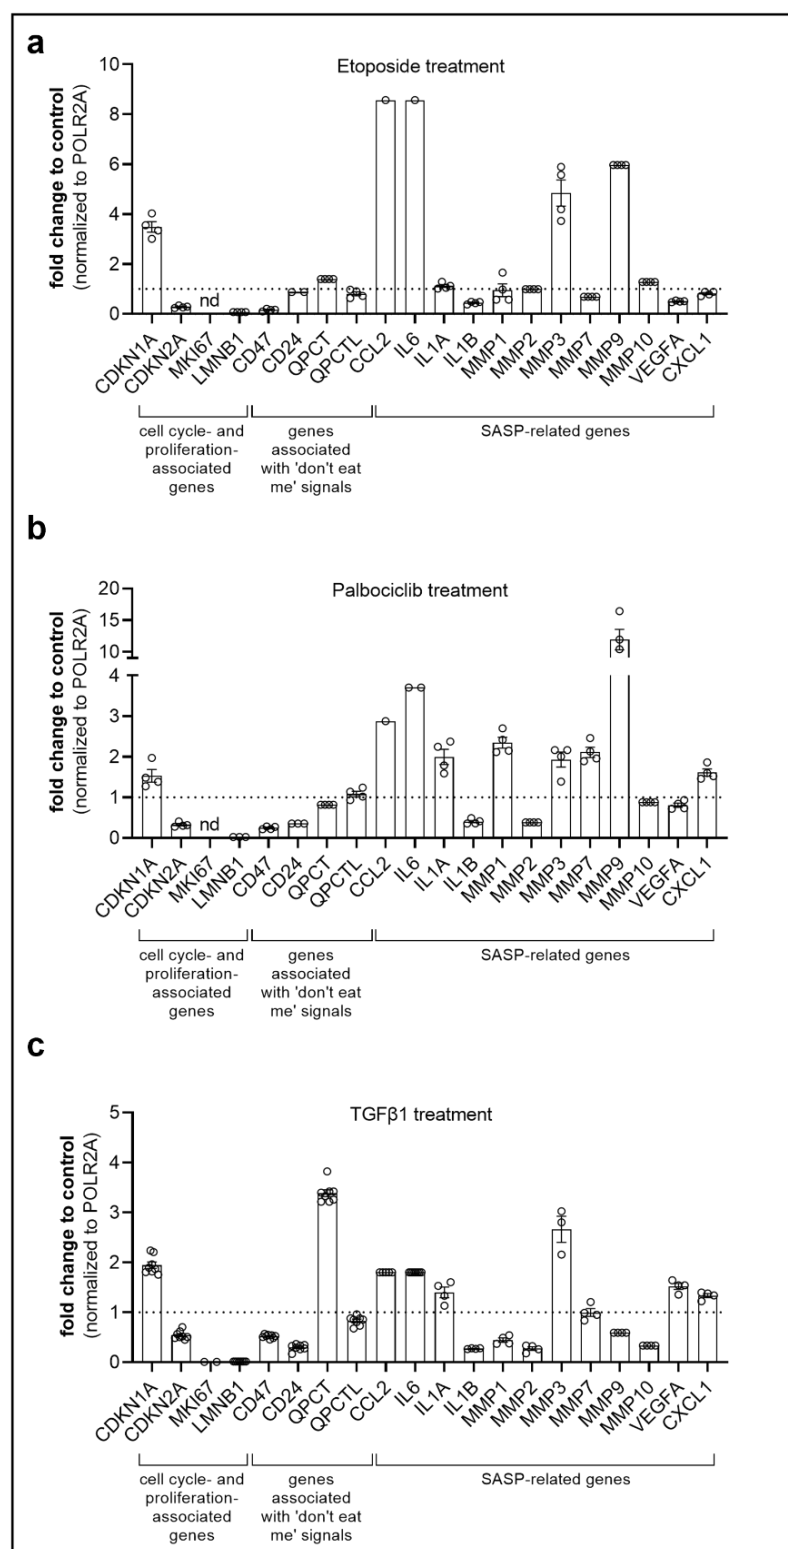 a
Etoposide treatment
fold change to control
(normalized to POLR2A)
10
8
6
4
2
0
nd
CDKN1A
CDKN2A
MKI67
LMNB1
CD47
CD24
QPCT
QPCTL
CCL2
IL6
IL1A
IL1B
MMP1
MMP2
MMP3
MMP7
MMP9
MMP10
VEGFA
CXCL1
cell cycle- and
proliferation-
associated
genes
genes
associated
with 'don't eat
me' signals
SASP-related genes
b
Palbociclib treatment
fold change to control
(normalized to POLR2A)
20
15
10
4
3
2
1
0
nd
CDKN1A
CDKN2A
MKI67
LMNB1
CD47
CD24
QPCT
QPCTL
CCL2
IL6
IL1A
IL1B
MMP1
MMP2
MMP3
MMP7
MMP9
MMP10
VEGFA
CXCL1
cell cycle- and
proliferation-
associated
genes
genes
associated
with 'don't eat
me' signals
SASP-related genes
c
TGFβ1 treatment
fold change to control
(normalized to POLR2A)
5
4
3
2
1
0
CDKN1A
CDKN2A
MKI67
LMNB1
CD47
CD24
QPCT
QPCTL
CCL2
IL6
IL1A
IL1B
MMP1
MMP2
MMP3
MMP7
MMP9
MMP10
VEGFA
CXCL1
cell cycle- and
proliferation-
associated
genes
genes
associated
with 'don't eat
me' signals
SASP-related genes